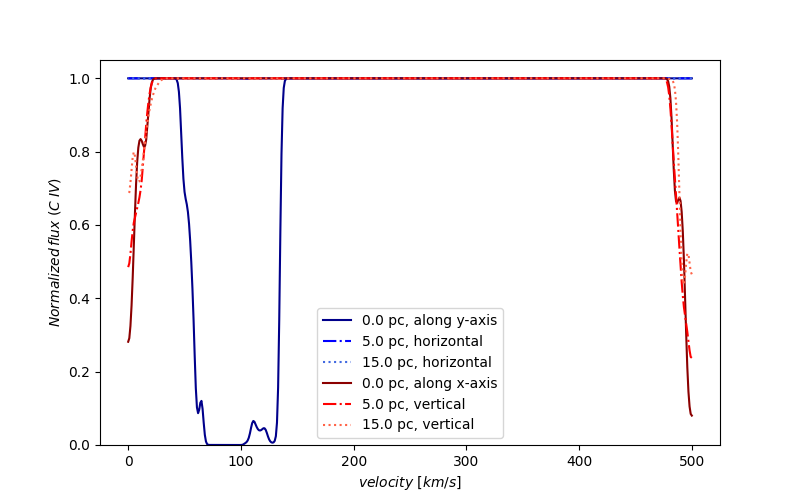 1.0
0.8
0.6
0.4
0.2
0.0
Normalized flux (C IV)
0.0 pc, along y-axis
5.0 pc, horizontal
15.0 pc, horizontal
0.0 pc, along x-axis
5.0 pc, vertical
15.0 pc, vertical
0 100 200 300 400 500
velocity [km/s]